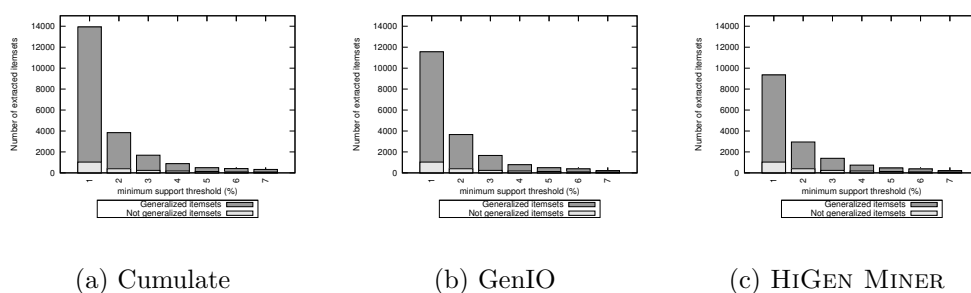 Number of extracted itemsets
14000
12000
10000
8000
6000
4000
2000
0
1 2 3 4 5 6 7
minimum support threshold (%)
Generalized itemsets
Not generalized itemsets
(a) Cumulate
Number of extracted itemsets
14000
12000
10000
8000
6000
4000
2000
0
1 2 3 4 5 6 7
minimum support threshold (%)
Generalized itemsets
Not generalized itemsets
(b) GenIO
Number of extracted itemsets
14000
12000
10000
8000
6000
4000
2000
0
1 2 3 4 5 6 7
minimum support threshold (%)
Generalized itemsets
Not generalized itemsets
(c) HIGEN MINER